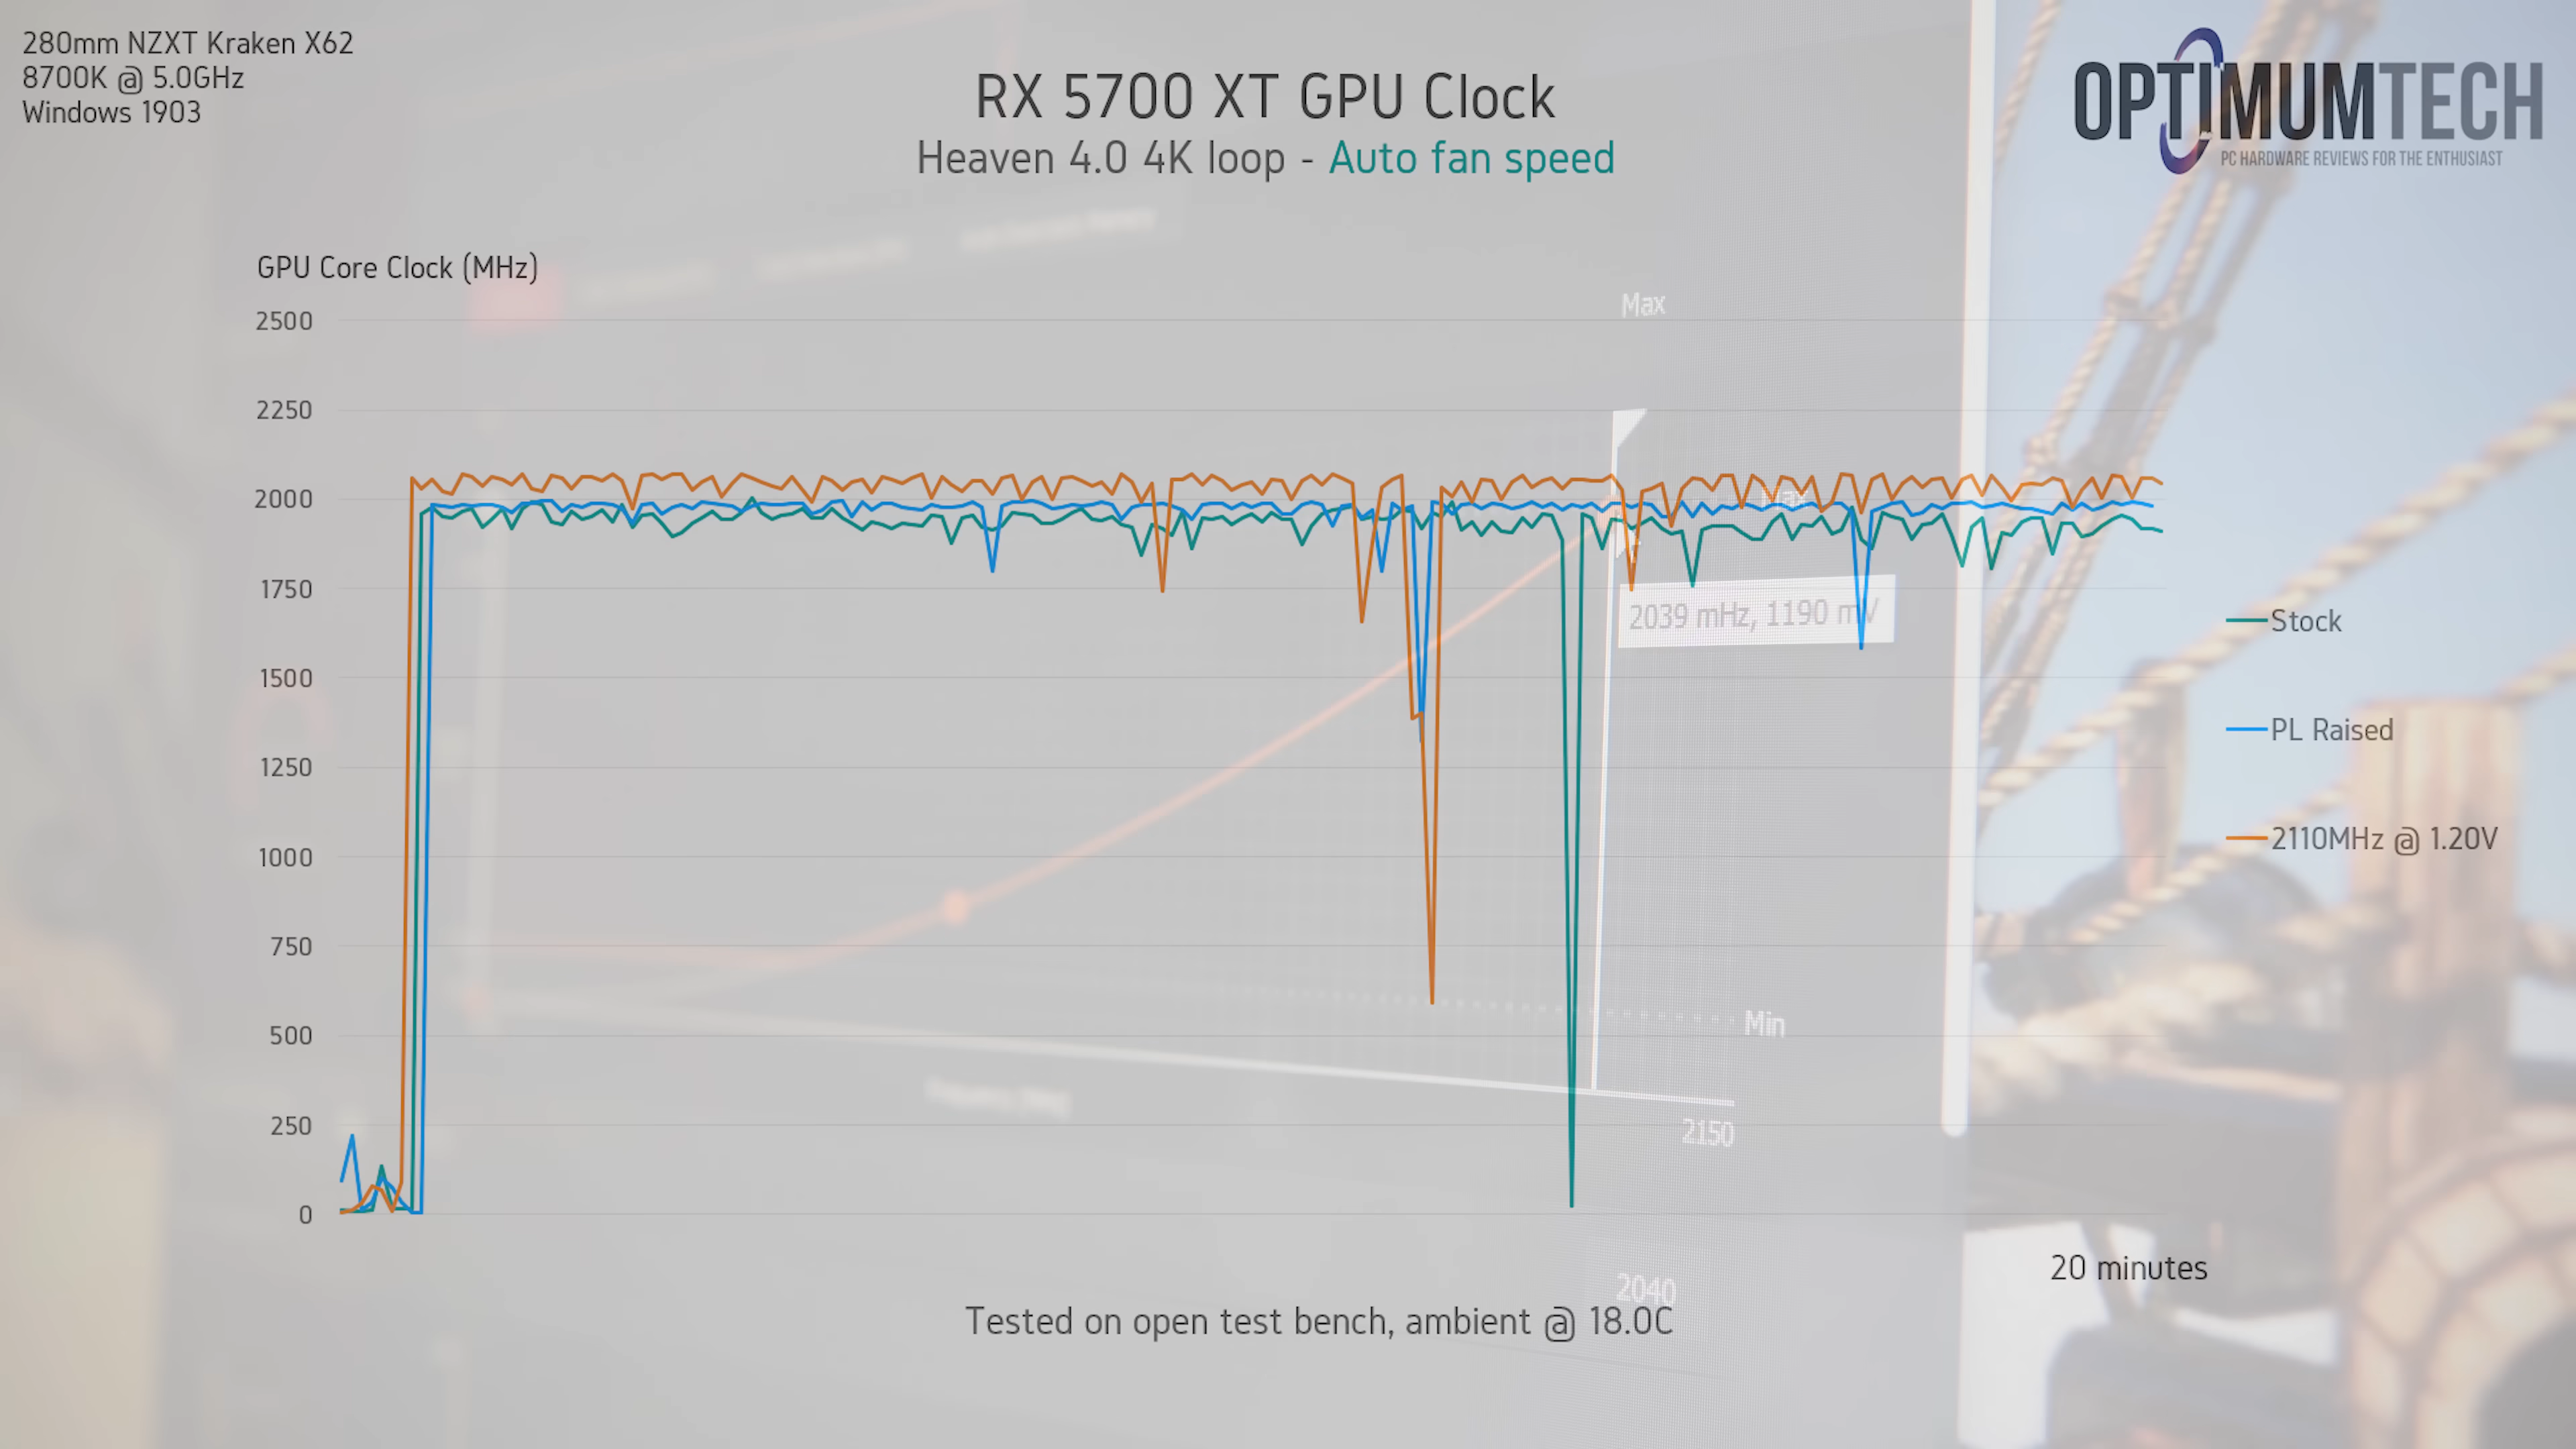 280mm NZXT Kraken X62
8700K @ 5.0GHz
Windows 1903
RX 5700 XT GPU Clock
Heaven 4.0 4K loop - Auto fan speed
OPTIMUMTECH
PC HARDWARE REVIEWS FOR THE ENTHUSIAST
GPU Core Clock (MHz)
Max
2500
2250
2000
Max
1750
2039 mHz, 1190 mV
1500
1250
1000
750
500
250
0
Stock
PL Raised
2110MHz @ 1.20V
Min
2150
20 minutes
2040
Tested on open test bench, ambient @ 18.0C